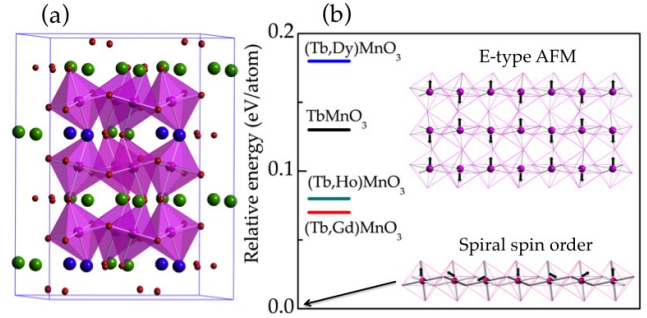 (a)
(b)
Relative energy (eV/atom)
0.2
0.1
0.0
(Tb,Dy)MnO₃
TbMnO₃
(Tb,Ho)MnO₃
(Tb,Gd)MnO₃
E-type AFM
Spiral spin order